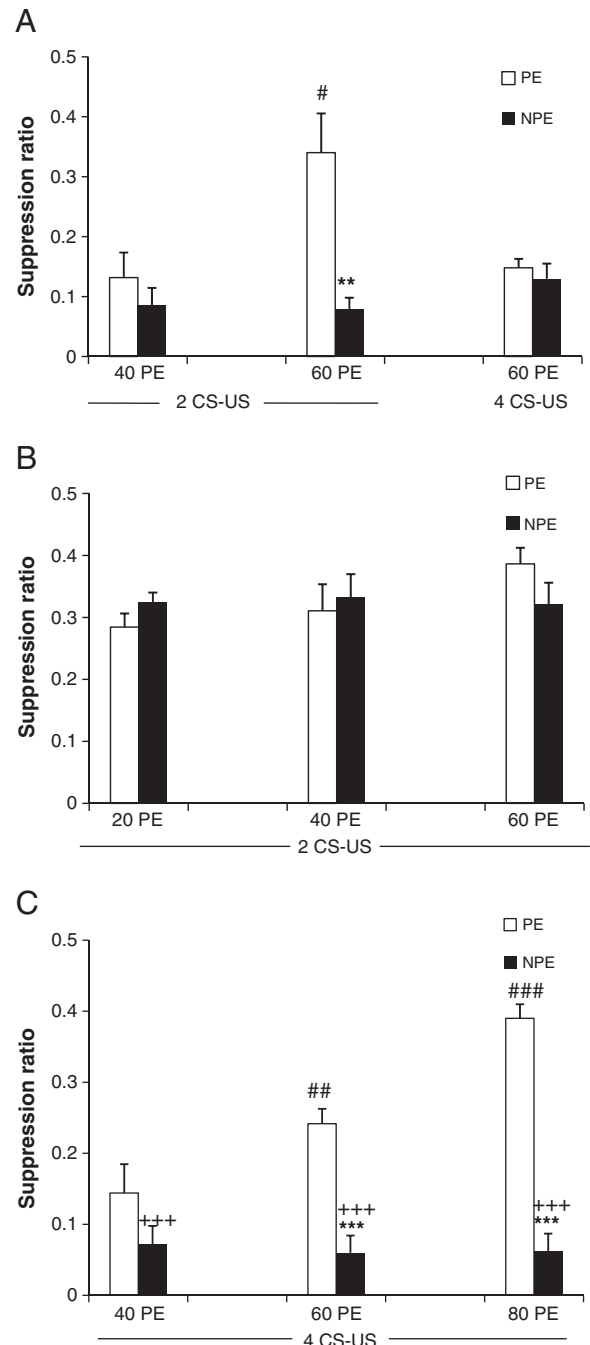 A
0.5
0.4
0.3
0.2
0.1
0
Suppression ratio
PE
NPE
#
**
40 PE
60 PE
60 PE
2 CS-US
4 CS-US
B
0.5
0.4
0.3
0.2
0.1
0
Suppression ratio
PE
NPE
20 PE
40 PE
60 PE
2 CS-US
C
0.5
0.4
0.3
0.2
0.1
0
Suppression ratio
PE
NPE
###
##
+++
+++
***
+++
***
40 PE
60 PE
80 PE
4 CS-US